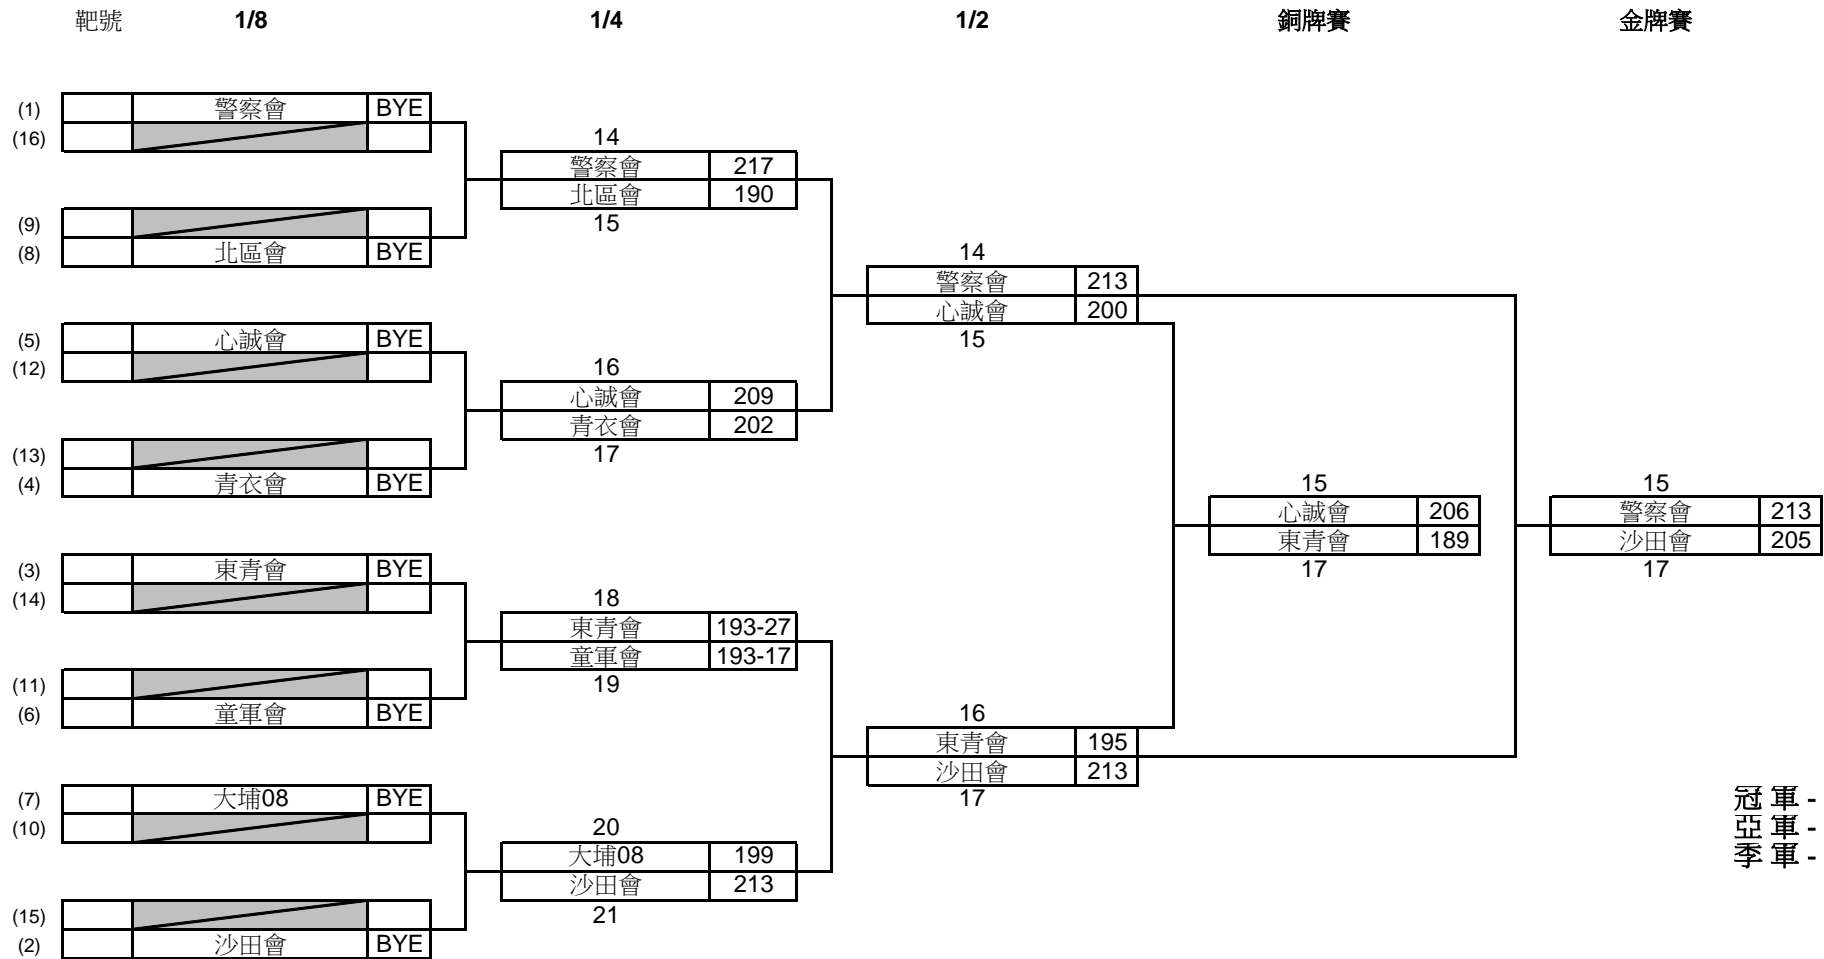 靶號 1/8 1/4 1/2 銅牌賽 金牌賽
(1) 警察會 BYE
(16) 14
警察會 217
北區會 190
(9) 15
(8) 北區會 BYE 14
警察會 213
心誠會 200
(5) 心誠會 BYE 15
(12) 16
心誠會 209
青衣會 202
(13) 17
(4) 青衣會 BYE 15 15
心誠會 206 警察會 213
東青會 189 沙田會 205
(3) 東青會 BYE 17 17
(14) 18
東青會 193-27
童軍會 193-17
(11) 19
(6) 童軍會 BYE 16
東青會 195
沙田會 213
(7) 大埔08 BYE 17 冠 軍 -
(10) 20 亞 軍 -
大埔08 199 季 軍 -
沙田會 213
(15) 21
(2) 沙田會 BYE